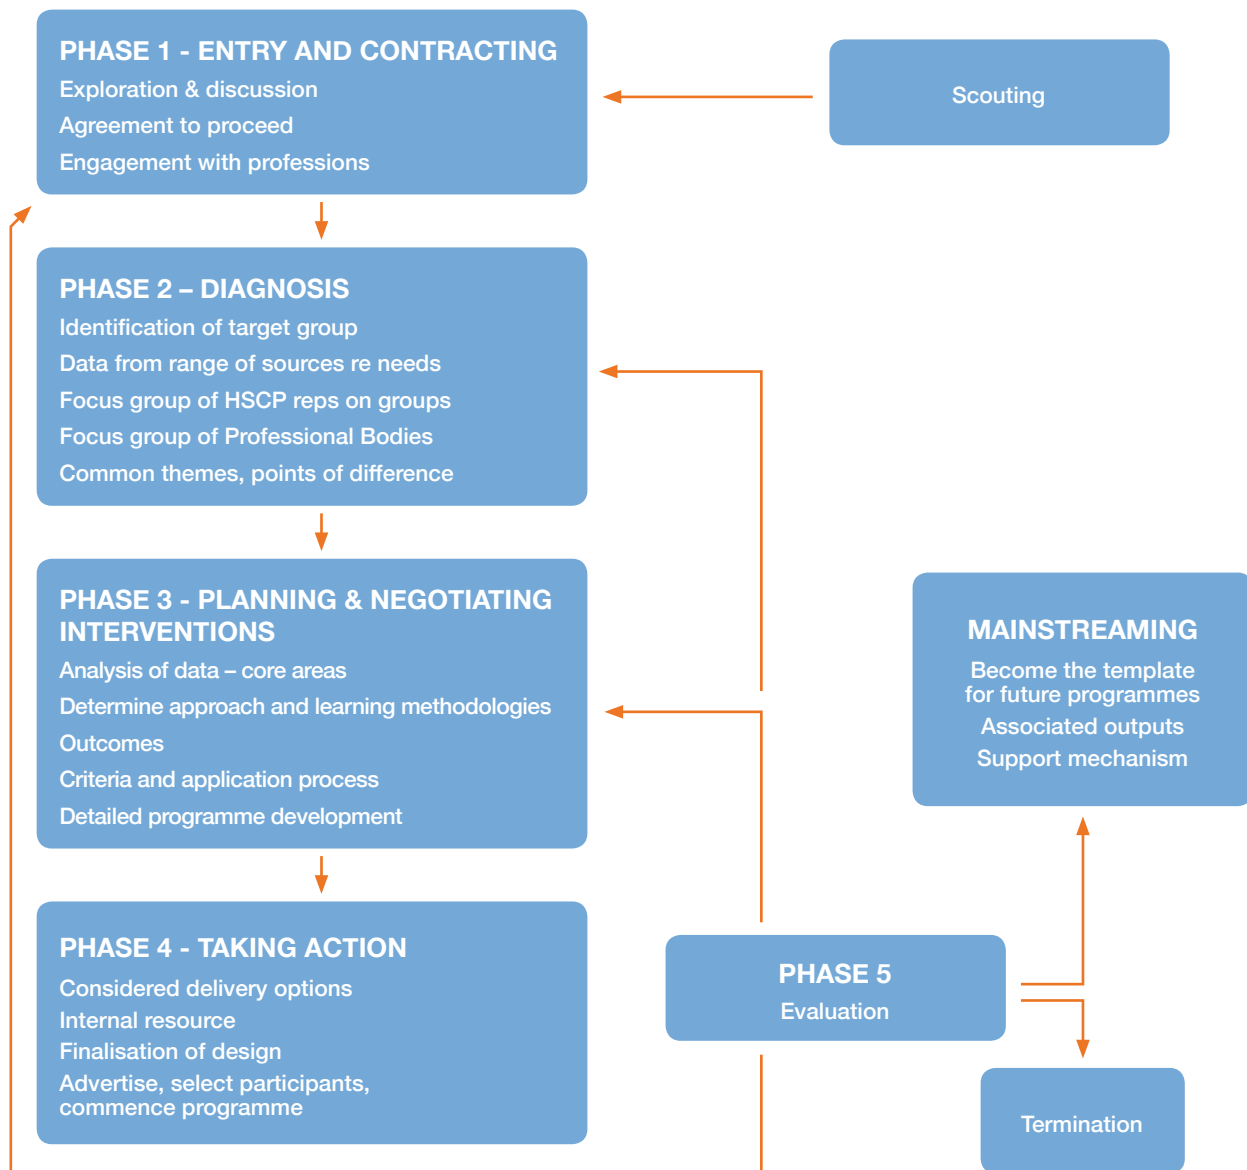 PHASE 1 - ENTRY AND CONTRACTING
Exploration & discussion
Agreement to proceed
Engagement with professions
Scouting
PHASE 2 – DIAGNOSIS
Identification of target group
Data from range of sources re needs
Focus group of HSCP reps on groups
Focus group of Professional Bodies
Common themes, points of difference
PHASE 3 - PLANNING & NEGOTIATING
INTERVENTIONS
Analysis of data – core areas
Determine approach and learning methodologies
Outcomes
Criteria and application process
Detailed programme development
MAINSTREAMING
Become the template
for future programmes
Associated outputs
Support mechanism
PHASE 4 - TAKING ACTION
Considered delivery options
Internal resource
Finalisation of design
Advertise, select participants,
commence programme
PHASE 5
Evaluation
Termination